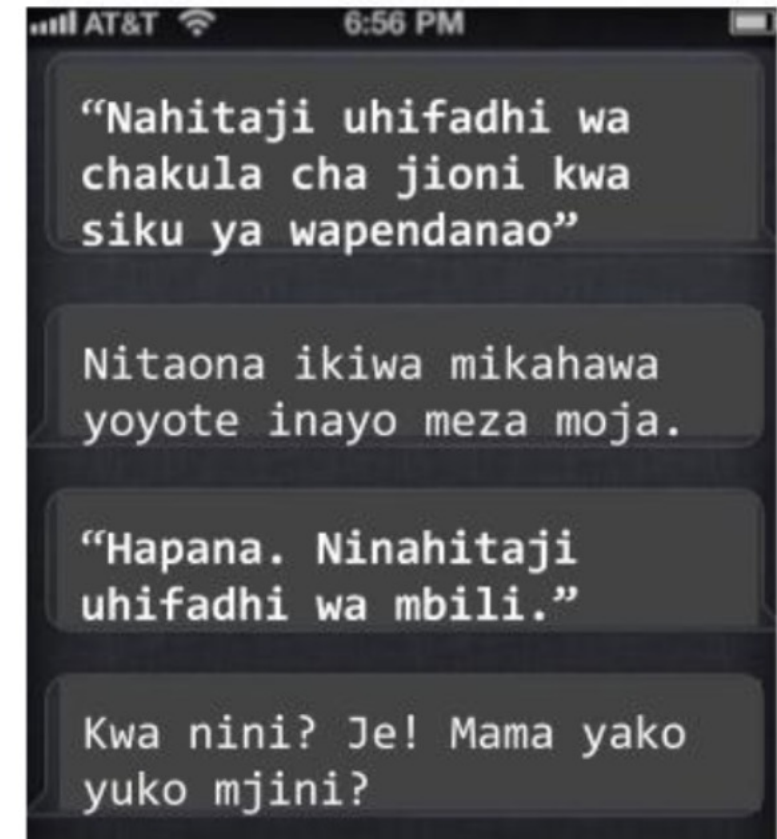 AT&T 6:56 PM
“Nahitaji uhifadhi wa
chakula cha jioni kwa
siku ya wapendanao”
Nitaona ikiwa mikahawa
yoyote inayo meza moja.
“Hapana. Ninahitaji
uhifadhi wa mbili.”
Kwa nini? Je! Mama yako
yuko mjini?